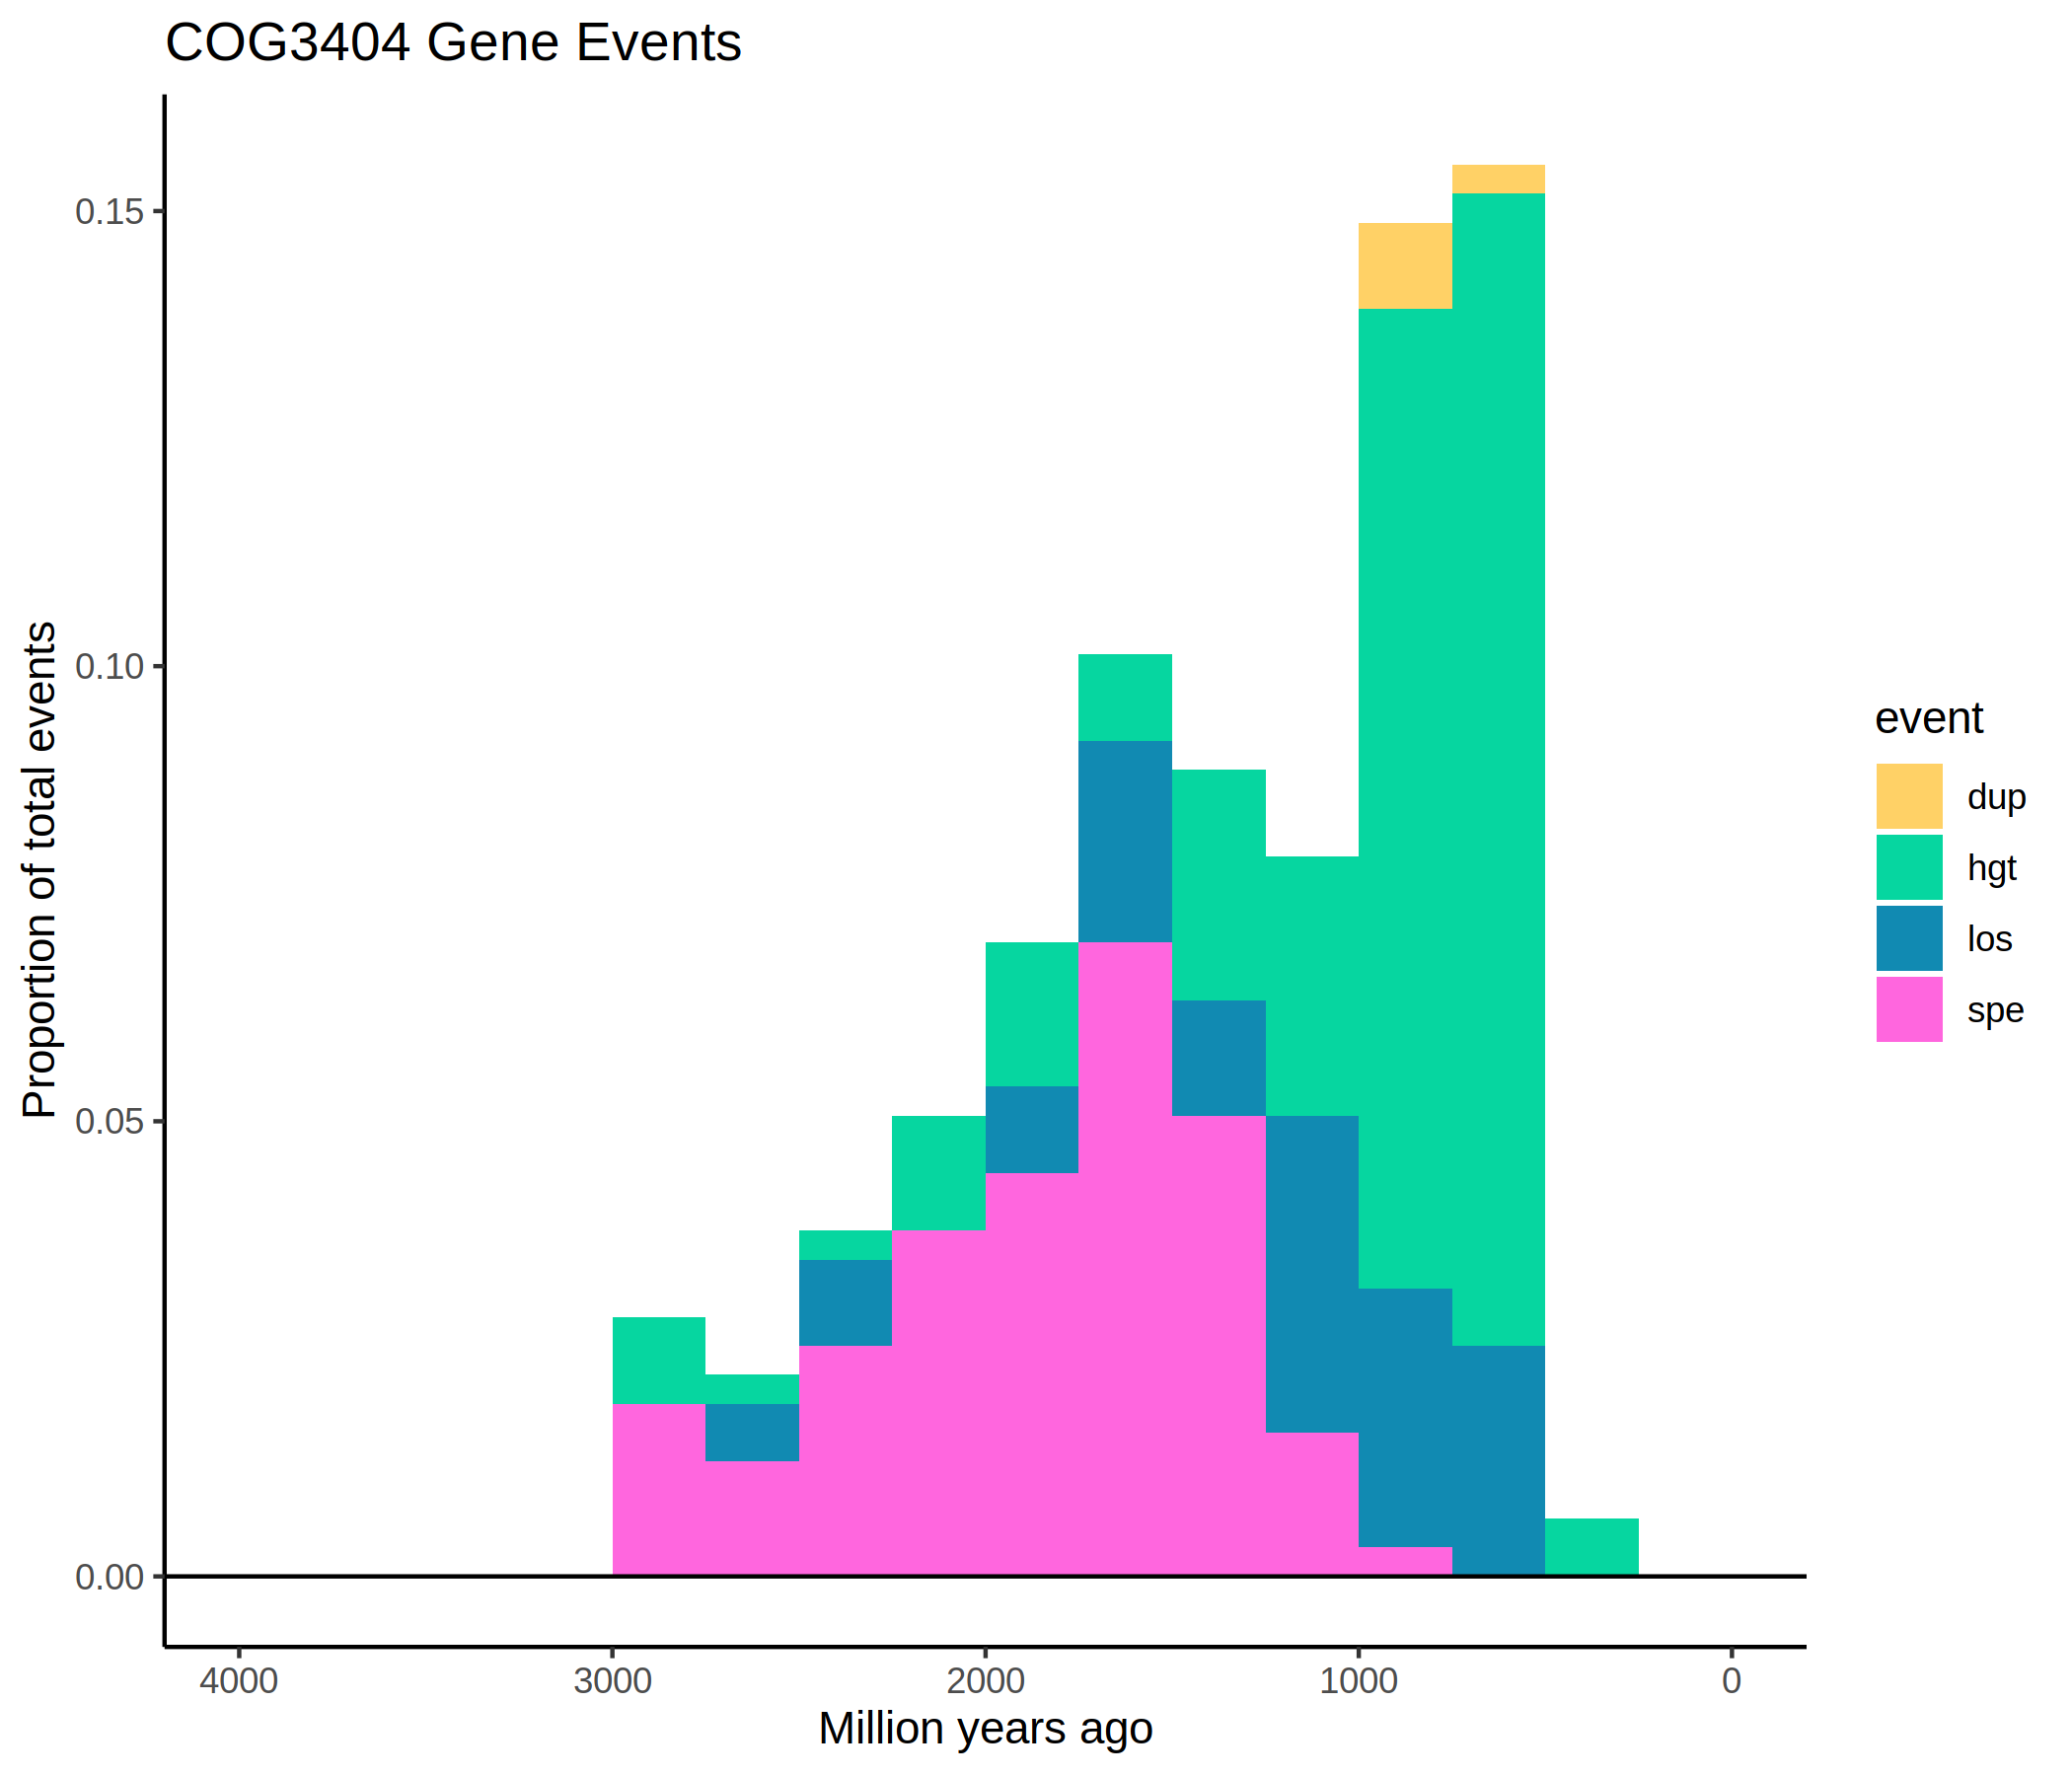 COG3404 Gene Events
Proportion of total events
0.15
0.10
0.05
0.00
4000 3000 2000 1000 0
Million years ago
event
dup
hgt
los
spe